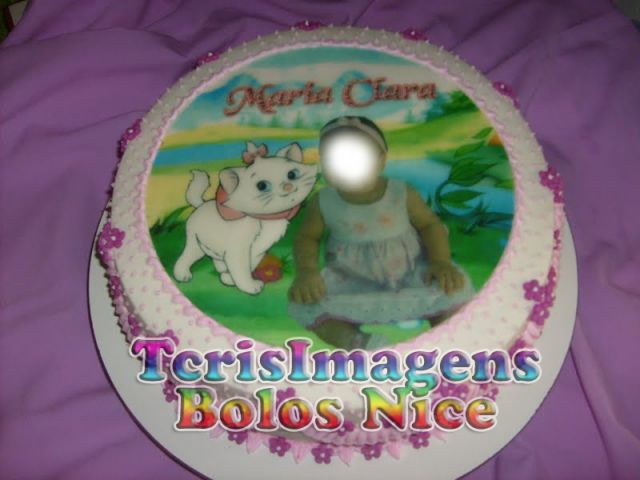 Maria Clara
TcrisImagens
Bolos Nice